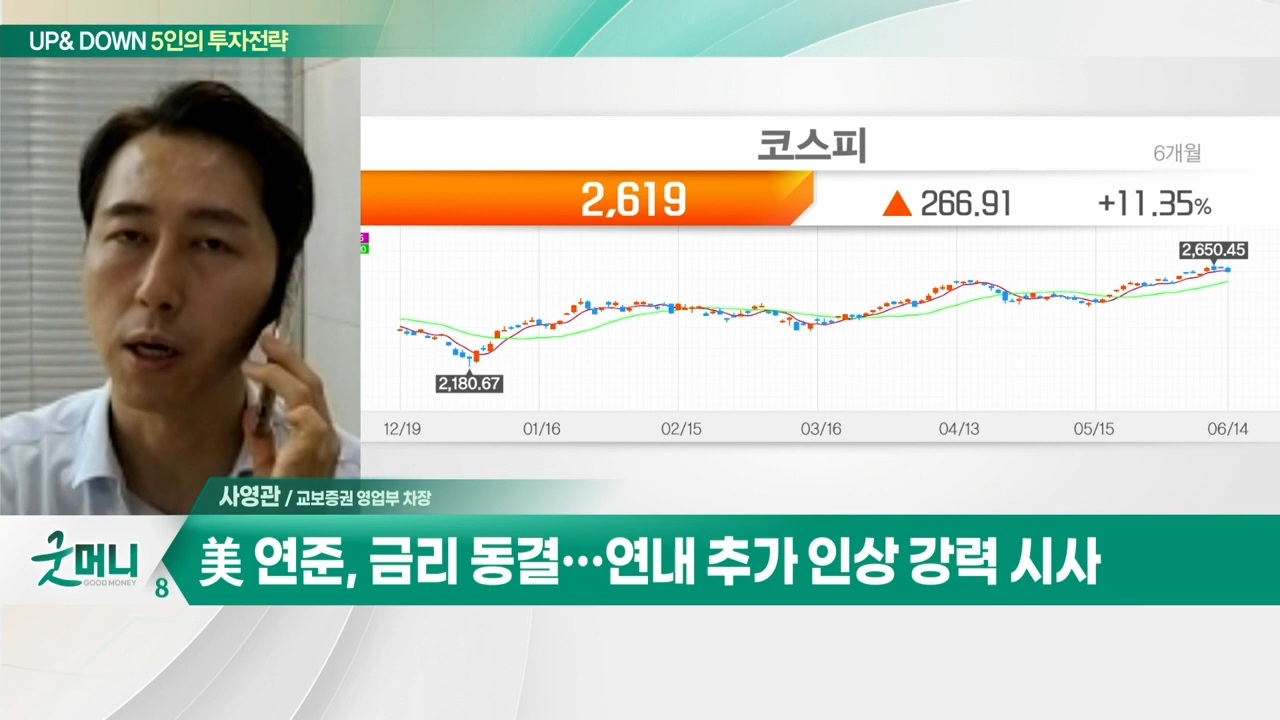 UP& DOWN 5인의 투자전략
코스피
6개월
2,619 ▲ 266.91 +11.35%
2,650.45
2,180.67
12/19 01/16 02/15 03/16 04/13 05/15 06/14
사영관 / 교보증권 영업부 차장
굿머니
GOOD MONEY
8
美 연준, 금리 동결…연내 추가 인상 강력 시사